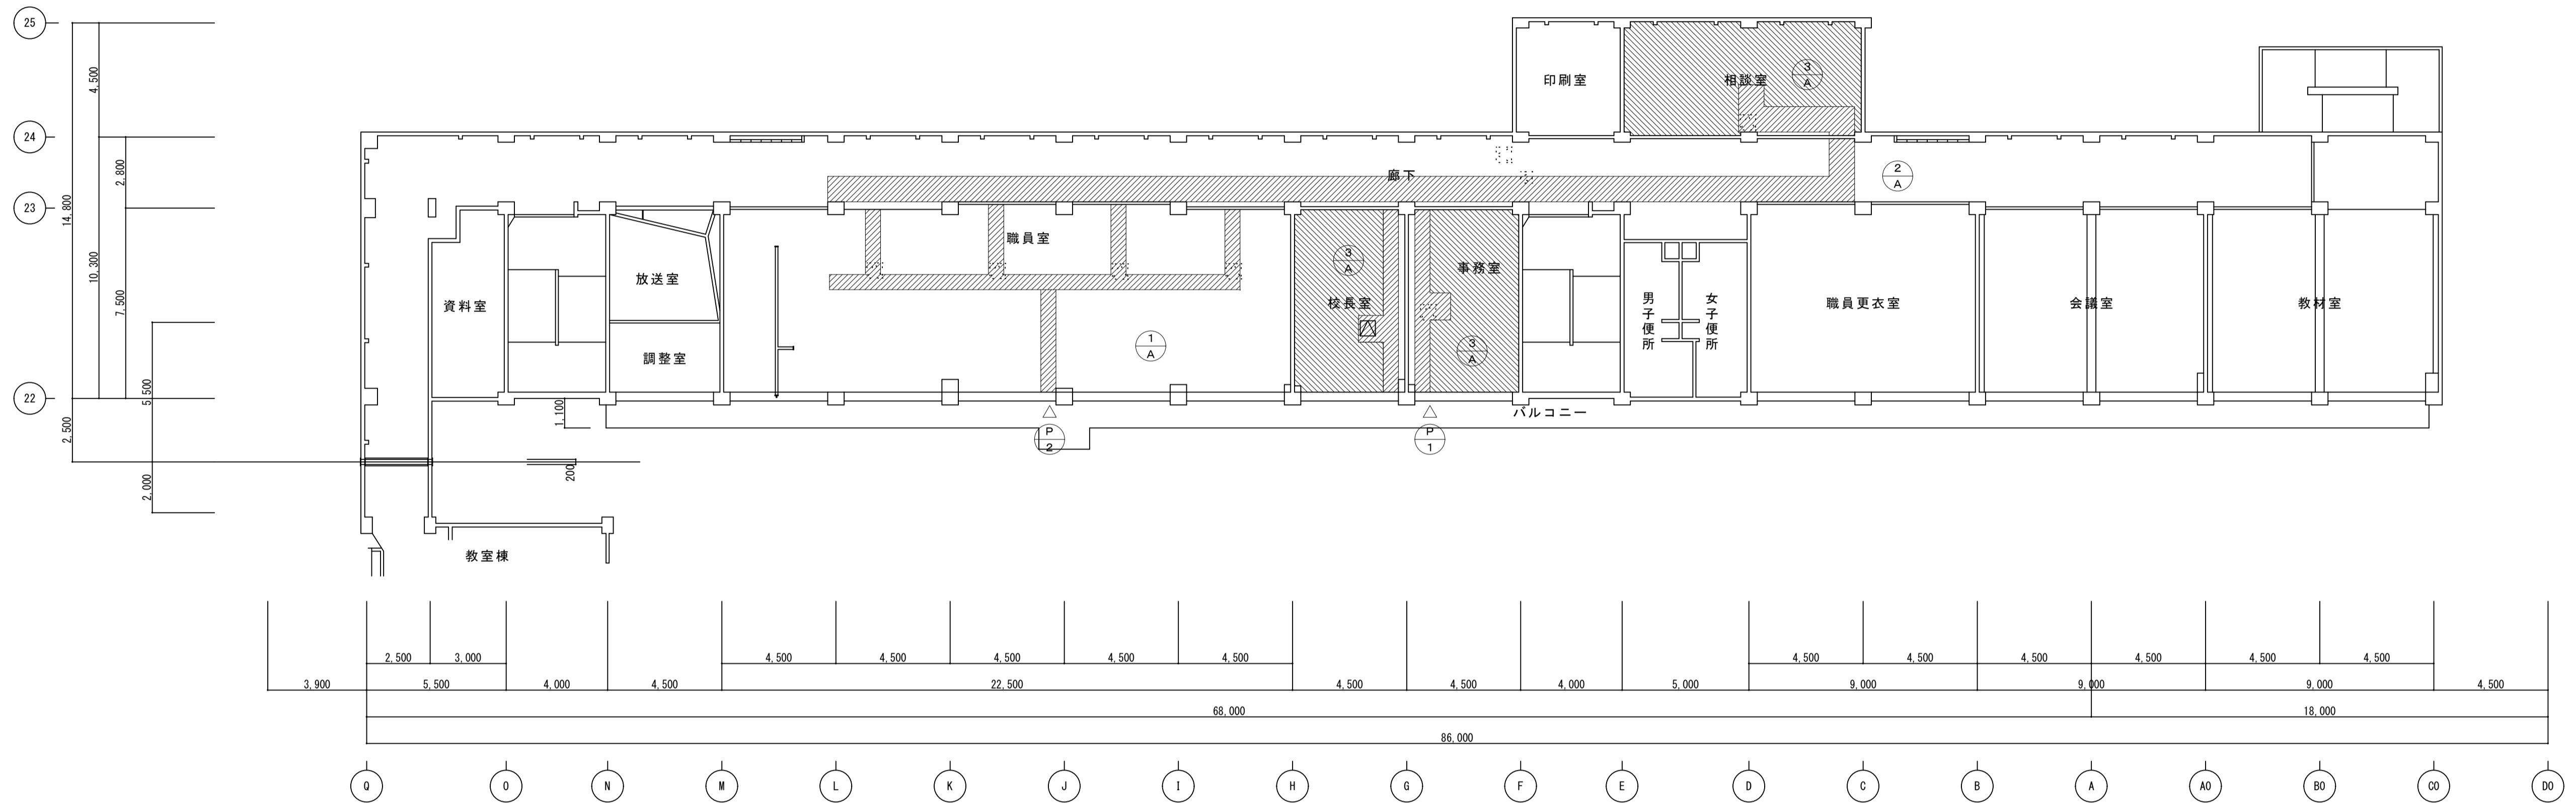 25
24
23
22
4,500
2,800
14,800
10,300
7,500
5,500
2,500
2,000
1,100
200
印刷室
相談室
3
A
廊下
2
A
職員室
放送室
資料室
調整室
1
A
3
A
校長室
事務室
3
A
男子便所
女子便所
職員更衣室
会議室
教材室
バルコニー
P
2
P
1
教室棟
2,500 3,000 4,500 4,500 4,500 4,500 4,500 4,500 4,500 4,500 4,500 4,500 4,500
3,900 5,500 4,000 4,500 22,500 4,500 4,500 4,000 5,000 9,000 9,000 9,000 4,500
68,000 18,000
86,000
Q O N M L K J I H G F E D C B A A0 B0 C0 D0